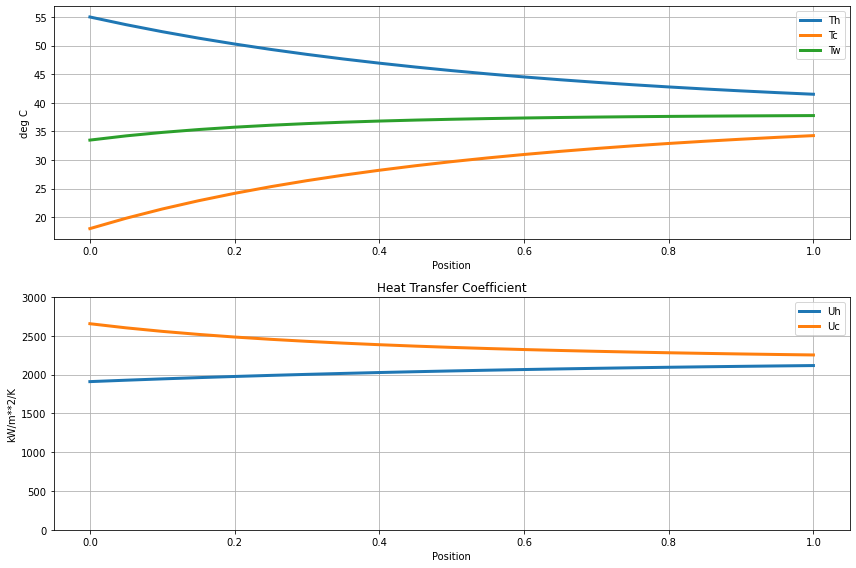 55
50
45
40
35
30
25
20
deg C
0.0
0.2
0.4
0.6
0.8
1.0
Position
Th
Tc
Tw
Heat Transfer Coefficient
3000
2500
2000
1500
1000
500
0
kW/m**2/K
0.0
0.2
0.4
0.6
0.8
1.0
Position
Uh
Uc